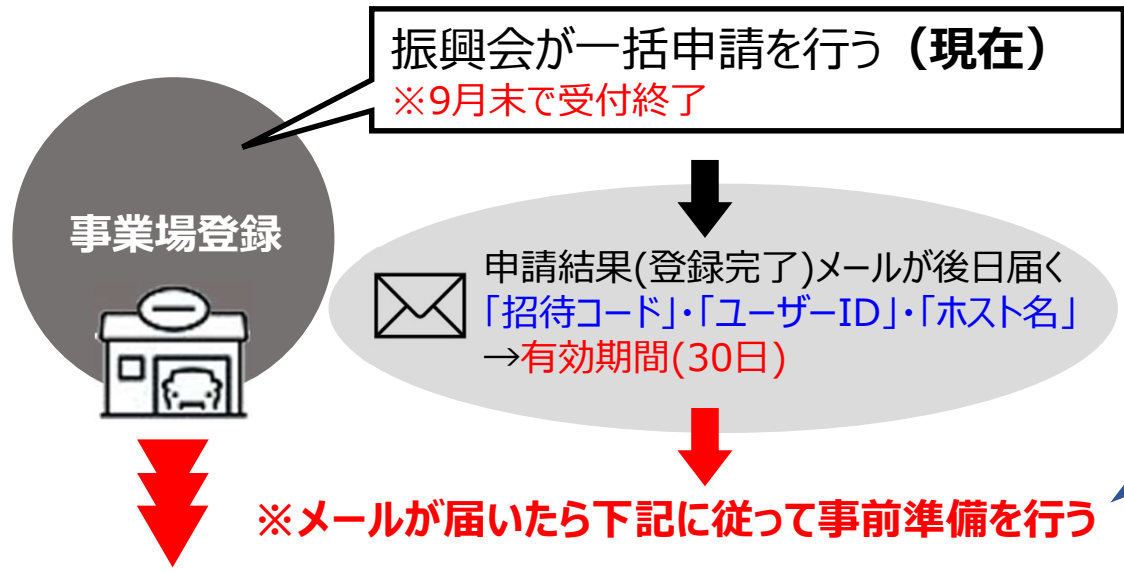 振興会が一括申請を行う（現在）
※9月末で受付終了
事業場登録
申請結果(登録完了)メールが後日届く
「招待コード」・「ユーザーID」・「ホスト名」
→有効期間(30日)
※メールが届いたら下記に従って事前準備を行う